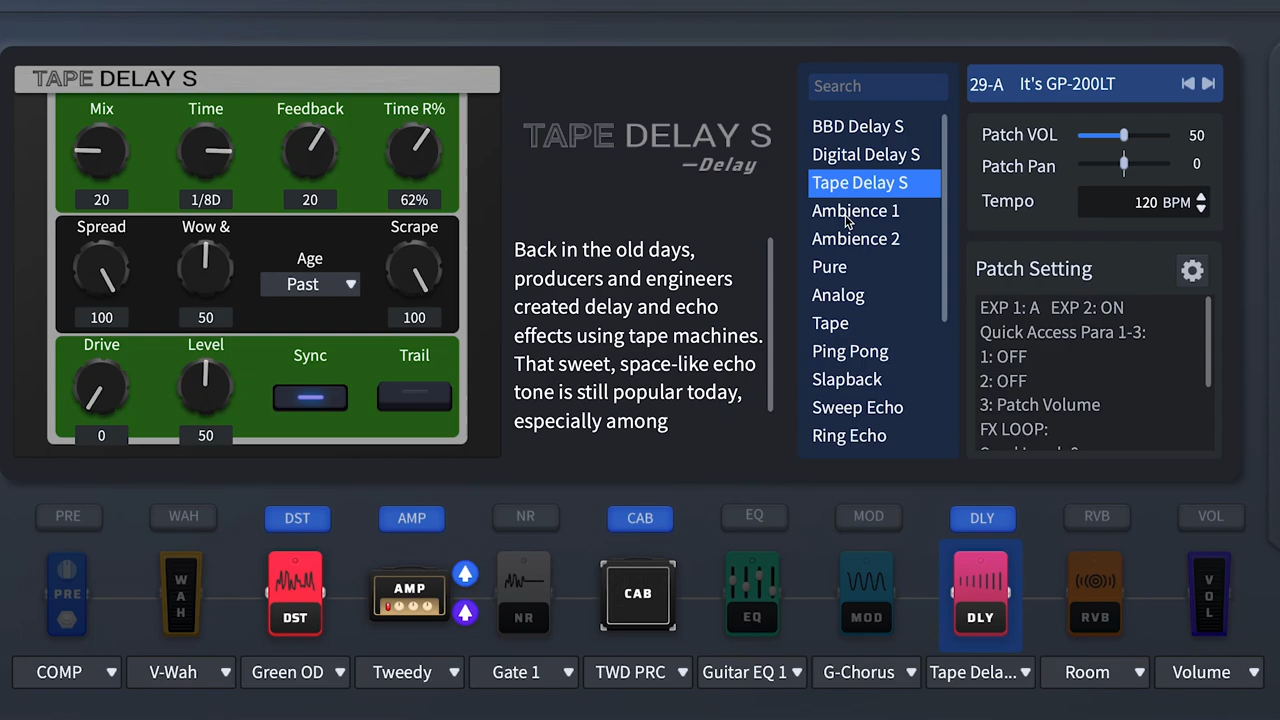 TAPE DELAY S
Mix
Time
Feedback
Time R%
20
1/8D
20
62%
Spread
Wow &
Age
Scrape
Past
100
50
100
Drive
Level
Sync
Trail
0
50
TAPE DELAY S
—Delay
Back in the old days,
producers and engineers
created delay and echo
effects using tape machines.
That sweet, space-like echo
tone is still popular today,
especially among
Search
BBD Delay S
Digital Delay S
Tape Delay S
Ambience 1
Ambience 2
Pure
Analog
Tape
Ping Pong
Slapback
Sweep Echo
Ring Echo
29-A It's GP-200LT
Patch VOL 50
Patch Pan 0
Tempo 120 BPM
Patch Setting
EXP 1: A EXP 2: ON
Quick Access Para 1-3:
1: OFF
2: OFF
3: Patch Volume
FX LOOP:
PRE WAH DST AMP NR CAB EQ MOD DLY RVB VOL
PRE
WAH
DST
AMP
NR
CAB
EQ
MOD
DLY
RVB
VOL
COMP V-Wah Green OD Tweedy Gate 1 TWD PRC Guitar EQ 1 G-Chorus Tape Dela... Room Volume